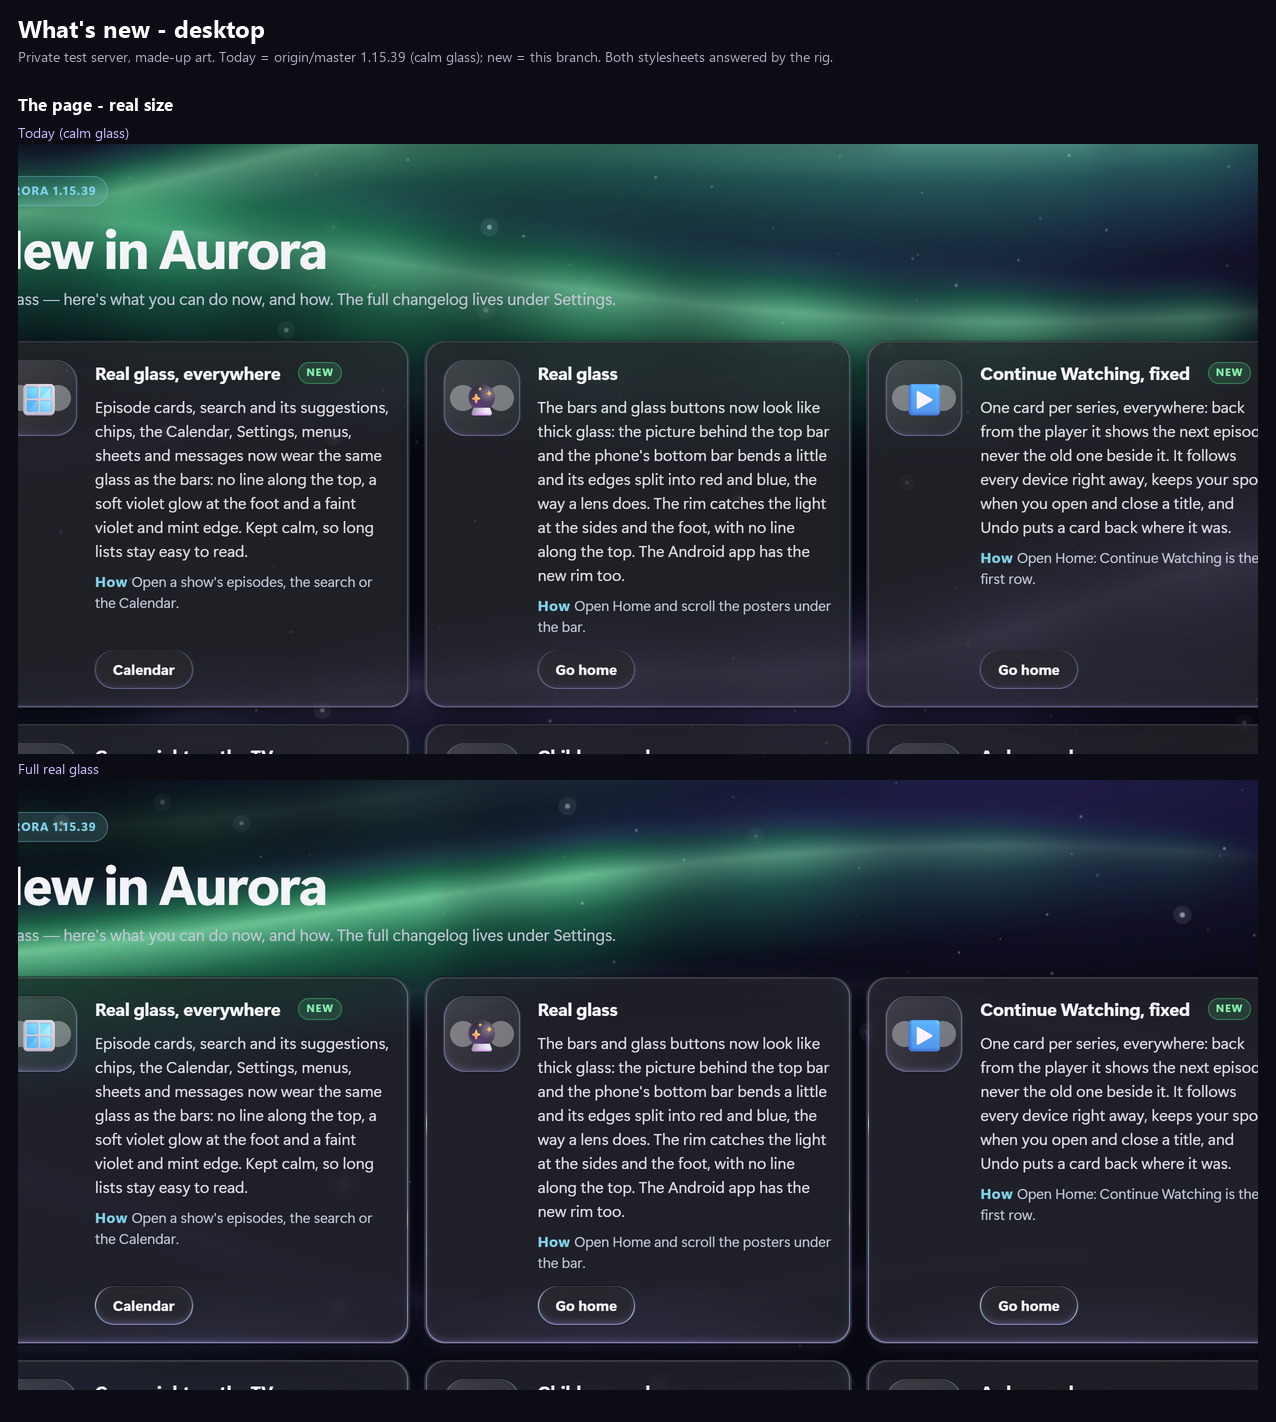 What's new - desktop
Private test server, made-up art. Today = origin/master 1.15.39 (calm glass); new = this branch. Both stylesheets answered by the rig.
The page - real size
Today (calm glass)
RORA 1.15.39
ew in Aurora
ass — here's what you can do now, and how. The full changelog lives under Settings.
Real glass, everywhere NEW
Episode cards, search and its suggestions,
chips, the Calendar, Settings, menus,
sheets and messages now wear the same
glass as the bars: no line along the top, a
soft violet glow at the foot and a faint
violet and mint edge. Kept calm, so long
lists stay easy to read.
How Open a show's episodes, the search or
the Calendar.
Calendar
Real glass
The bars and glass buttons now look like
thick glass: the picture behind the top bar
and the phone's bottom bar bends a little
and its edges split into red and blue, the
way a lens does. The rim catches the light
at the sides and the foot, with no line
along the top. The Android app has the
new rim too.
How Open Home and scroll the posters under
the bar.
Go home
Continue Watching, fixed NEW
One card per series, everywhere: back
from the player it shows the next episod
never the old one beside it. It follows
every device right away, keeps your spo
when you open and close a title, and
Undo puts a card back where it was.
How Open Home: Continue Watching is the
first row.
Go home
Full real glass
RORA 1.15.39
ew in Aurora
ass — here's what you can do now, and how. The full changelog lives under Settings.
Real glass, everywhere NEW
Episode cards, search and its suggestions,
chips, the Calendar, Settings, menus,
sheets and messages now wear the same
glass as the bars: no line along the top, a
soft violet glow at the foot and a faint
violet and mint edge. Kept calm, so long
lists stay easy to read.
How Open a show's episodes, the search or
the Calendar.
Calendar
Real glass
The bars and glass buttons now look like
thick glass: the picture behind the top bar
and the phone's bottom bar bends a little
and its edges split into red and blue, the
way a lens does. The rim catches the light
at the sides and the foot, with no line
along the top. The Android app has the
new rim too.
How Open Home and scroll the posters under
the bar.
Go home
Continue Watching, fixed NEW
One card per series, everywhere: back
from the player it shows the next episod
never the old one beside it. It follows
every device right away, keeps your spo
when you open and close a title, and
Undo puts a card back where it was.
How Open Home: Continue Watching is the
first row.
Go home